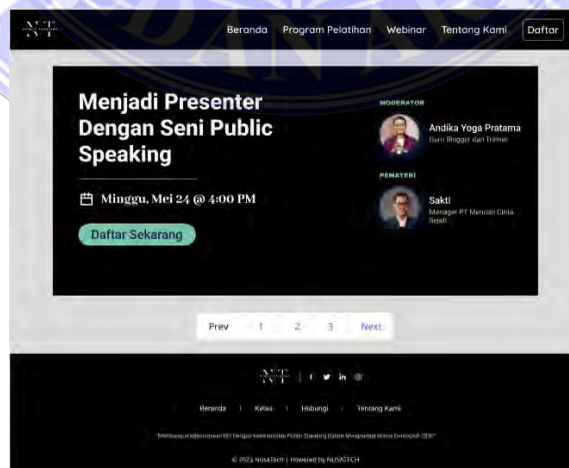 NT
Beranda Program Pelatihan Webinar Tentang Kami Daftar
Menjadi Presenter
Dengan Seni Public
Speaking
Minggu, Mei 24 @ 4:00 PM
Daftar Sekarang
MODERATOR
Andika Yoga Pratama
Guru Blogger dan Trainer
PEMATERI
Sakti
Manager PT Mencari Cinta
Sejati
Prev 1 2 3 Next
NT
Beranda | Kelas | Hubungi | Tentang Kami
© 2023 NusaTech | Powered by NUSATECH